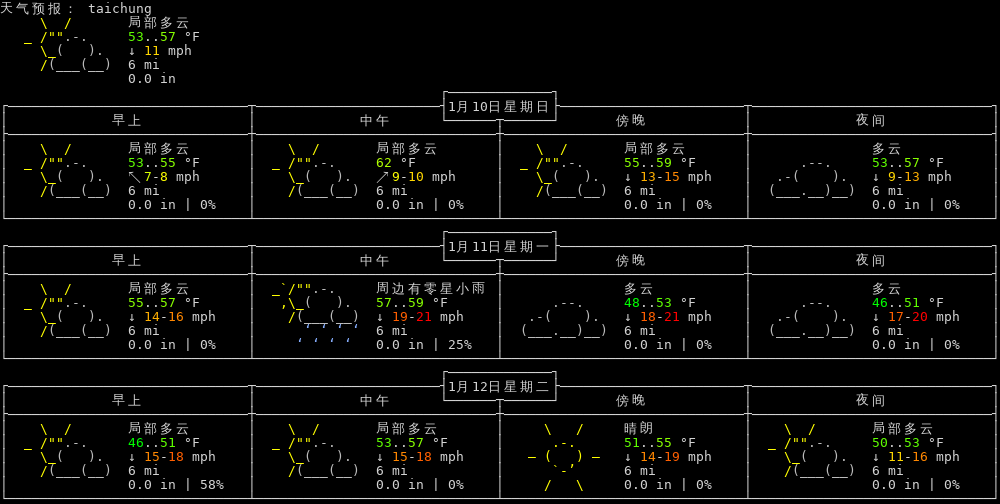 天气预报： taichung
局部多云
53..57 °F
↓ 11 mph
6 mi
0.0 in
1月10日星期日
早上 中午 傍晚 夜间
局部多云 局部多云 局部多云 多云
53..55 °F 62 °F 55..59 °F 53..57 °F
↖ 7-8 mph ↗ 9-10 mph ↓ 13-15 mph ↓ 9-13 mph
6 mi 6 mi 6 mi 6 mi
0.0 in | 0% 0.0 in | 0% 0.0 in | 0% 0.0 in | 0%
1月11日星期一
早上 中午 傍晚 夜间
局部多云 周边有零星小雨 多云 多云
55..57 °F 57..59 °F 48..53 °F 46..51 °F
↓ 14-16 mph ↓ 19-21 mph ↓ 18-21 mph ↓ 17-20 mph
6 mi 6 mi 6 mi 6 mi
0.0 in | 0% 0.0 in | 25% 0.0 in | 0% 0.0 in | 0%
1月12日星期二
早上 中午 傍晚 夜间
局部多云 局部多云 晴朗 局部多云
46..51 °F 53..57 °F 51..55 °F 50..53 °F
↓ 15-18 mph ↓ 15-18 mph ↓ 14-19 mph ↓ 11-16 mph
6 mi 6 mi 6 mi 6 mi
0.0 in | 58% 0.0 in | 0% 0.0 in | 0% 0.0 in | 0%